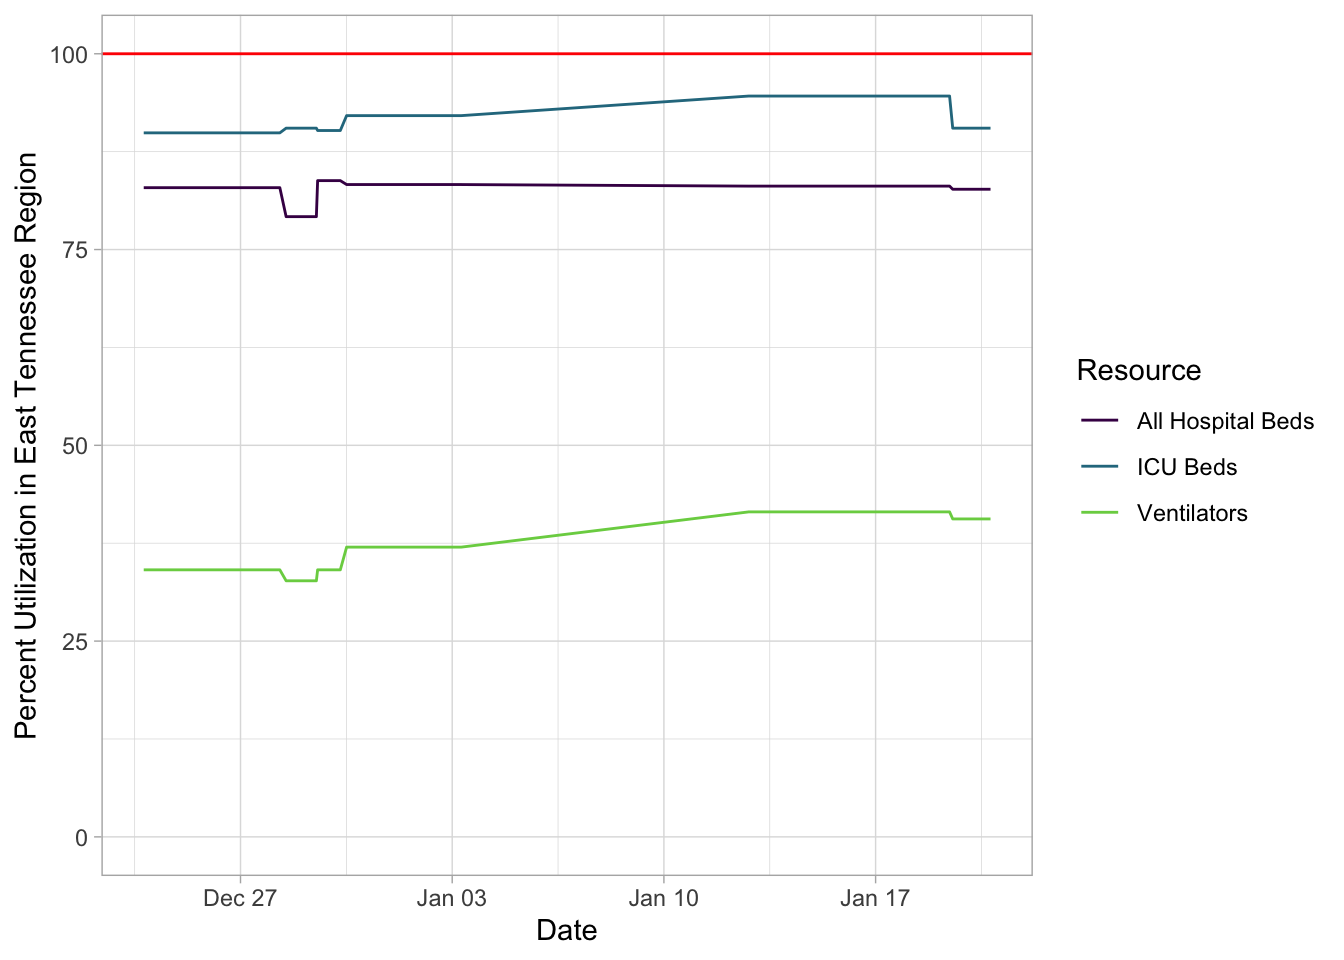 Percent Utilization in East Tennessee Region
100
75
50
25
0
Dec 27
Jan 03
Jan 10
Jan 17
Date
Resource
All Hospital Beds
ICU Beds
Ventilators